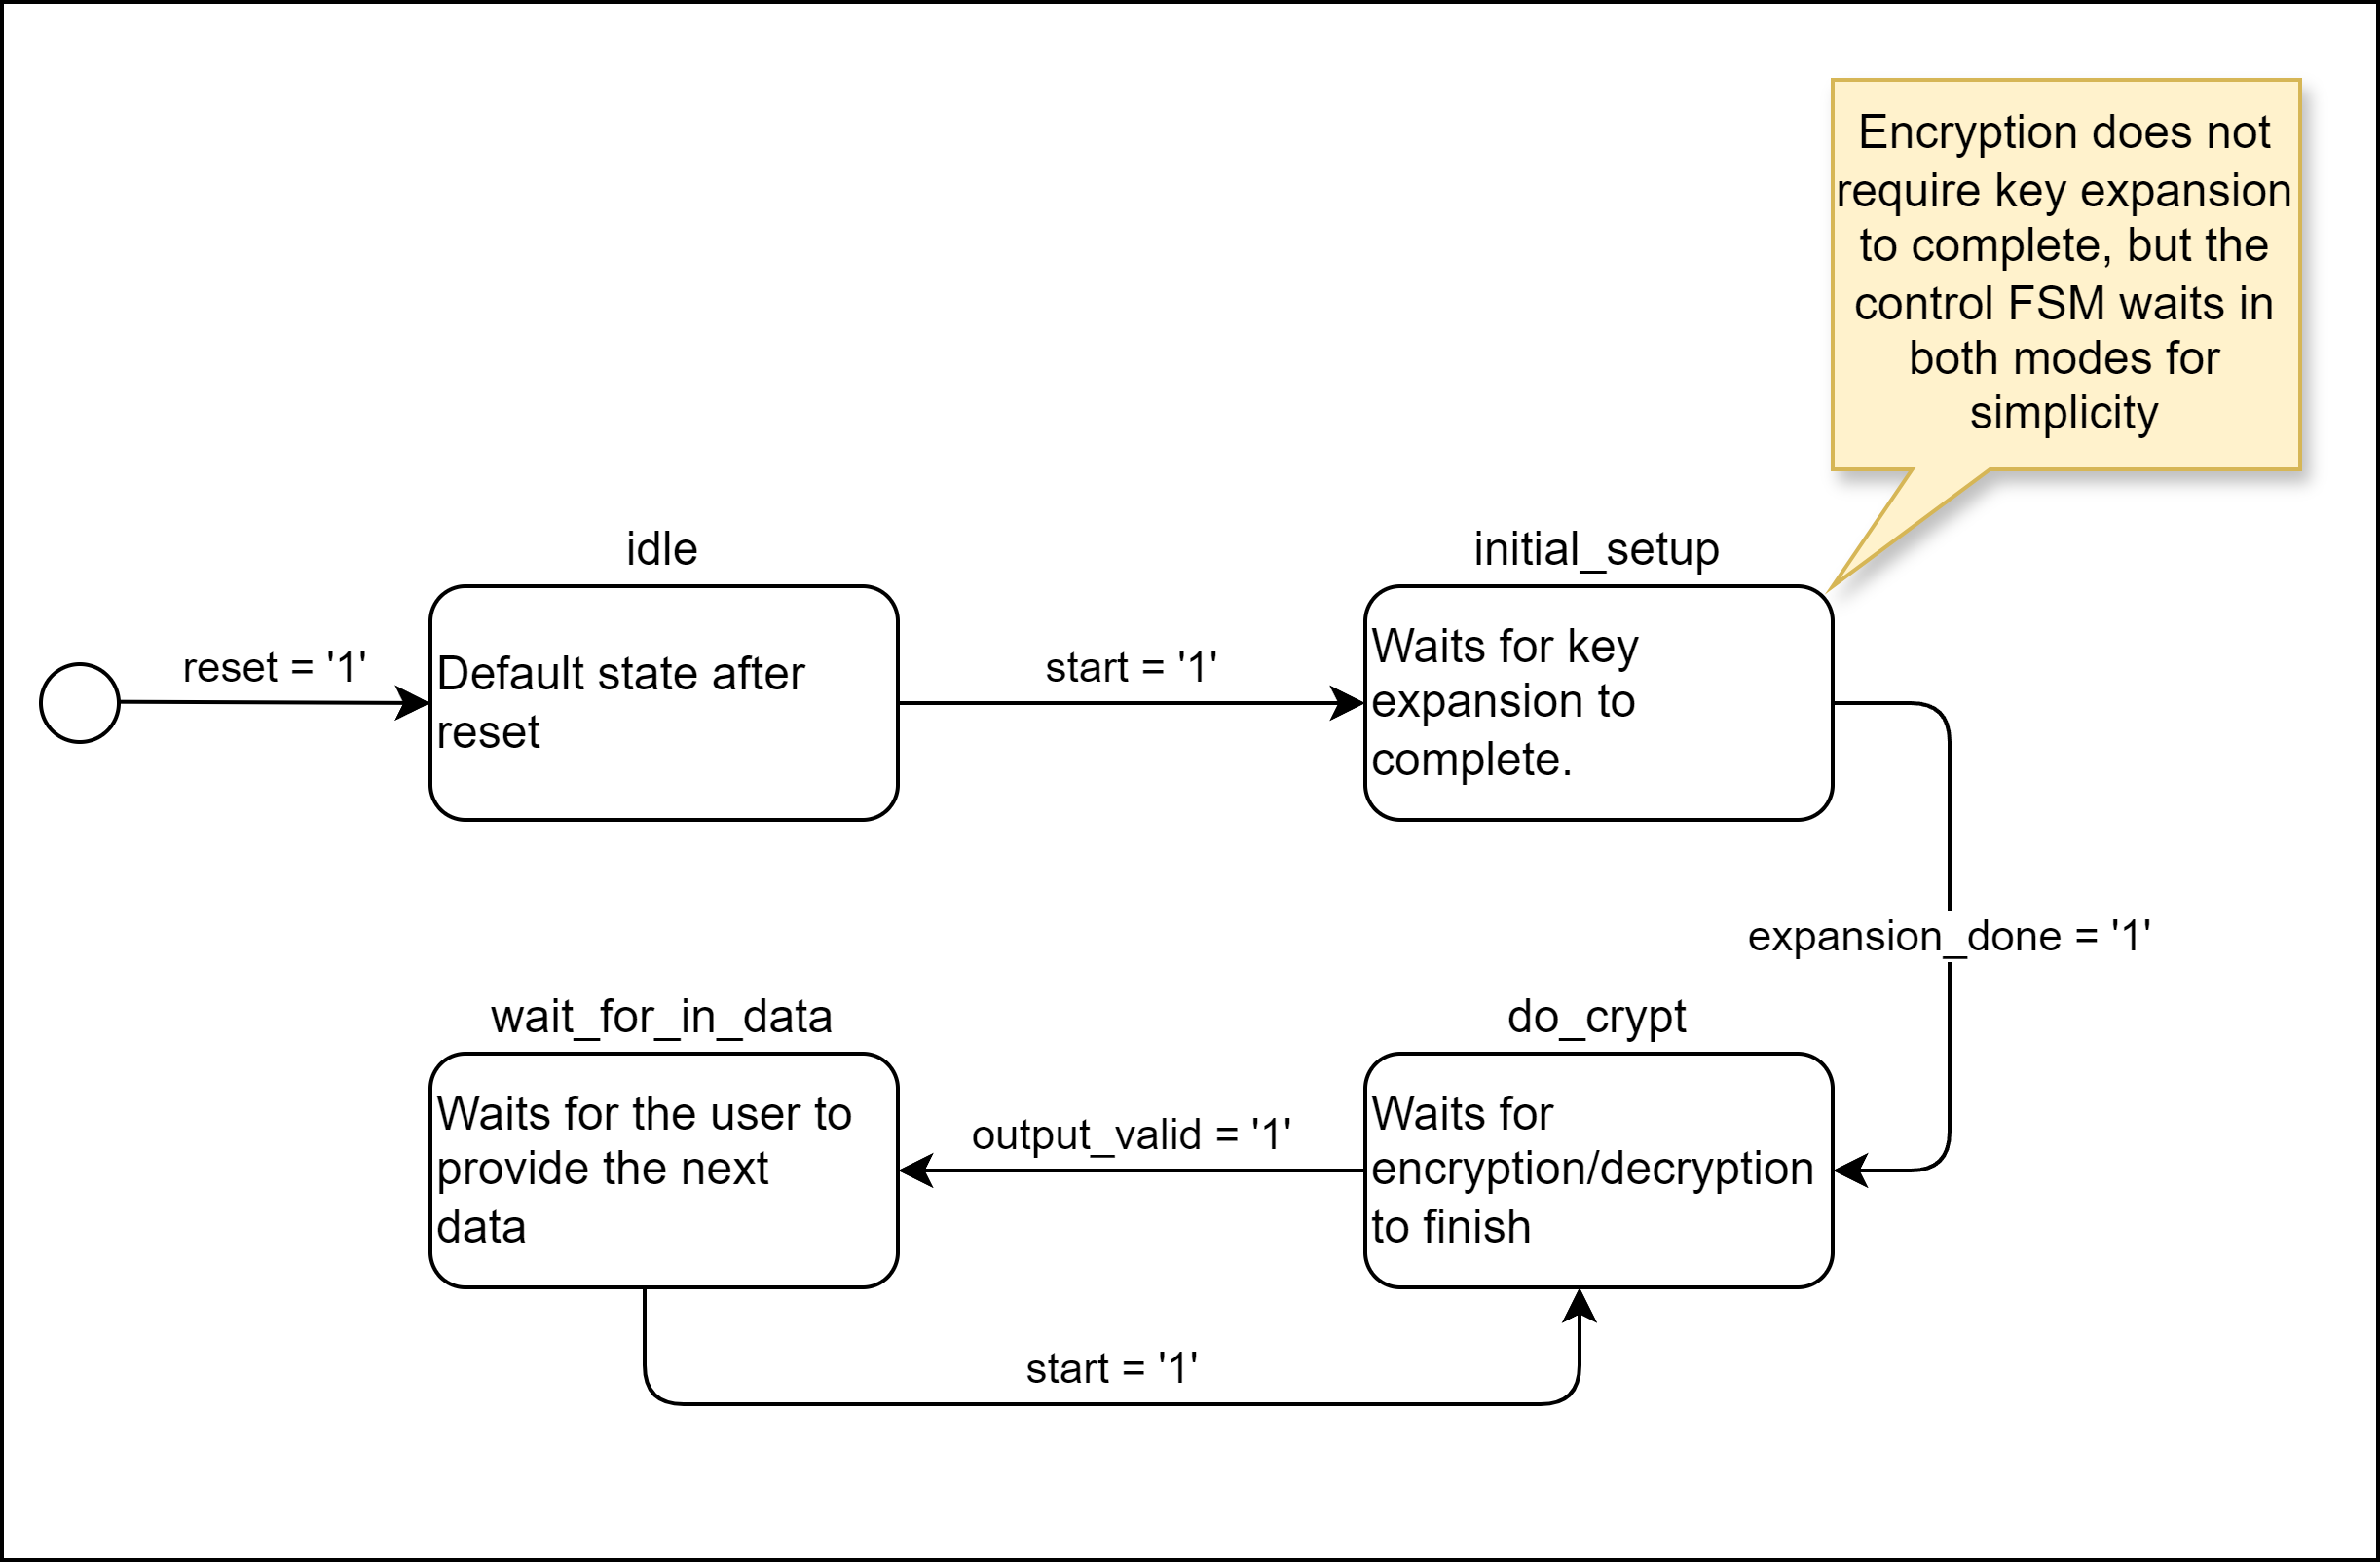 Encryption does not
require key expansion
to complete, but the
control FSM waits in
both modes for
simplicity
idle
initial_setup
reset = '1'
Default state after
reset
start = '1'
Waits for key
expansion to
complete.
expansion_done = '1'
wait_for_in_data
do_crypt
Waits for the user to
provide the next
data
output_valid = '1'
Waits for
encryption/decryption
to finish
start = '1'